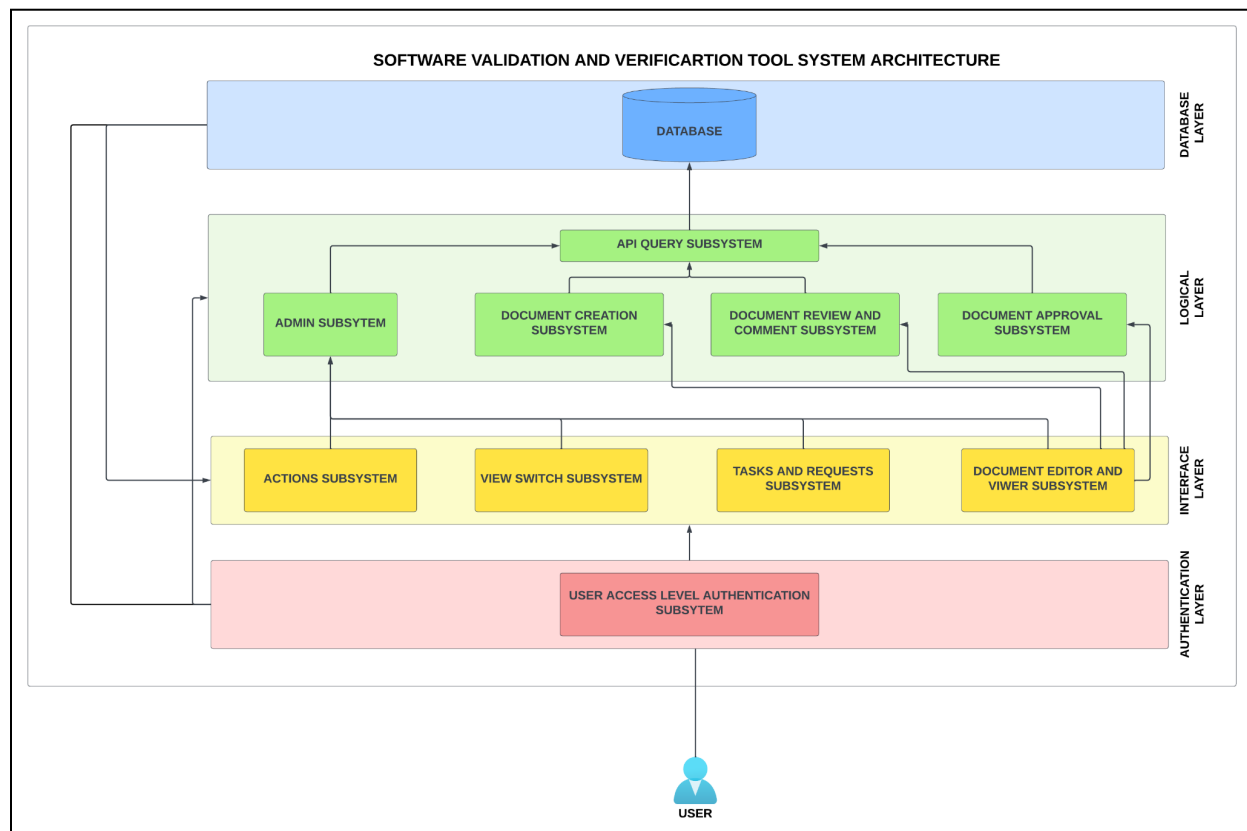 SOFTWARE VALIDATION AND VERIFICARTION TOOL SYSTEM ARCHITECTURE
DATABASE
DATABASE
LAYER
API QUERY SUBSYSTEM
ADMIN SUBSYTEM
DOCUMENT CREATION
SUBSYSTEM
DOCUMENT REVIEW AND
COMMENT SUBSYSTEM
DOCUMENT APPROVAL
SUBSYSTEM
LOGICAL
LAYER
ACTIONS SUBSYSTEM
VIEW SWITCH SUBSYSTEM
TASKS AND REQUESTS
SUBSYSTEM
DOCUMENT EDITOR AND
VIWER SUBSYSTEM
INTERFACE
LAYER
USER ACCESS LEVEL AUTHENTICATION
SUBSYTEM
AUTHENTICATION
LAYER
USER